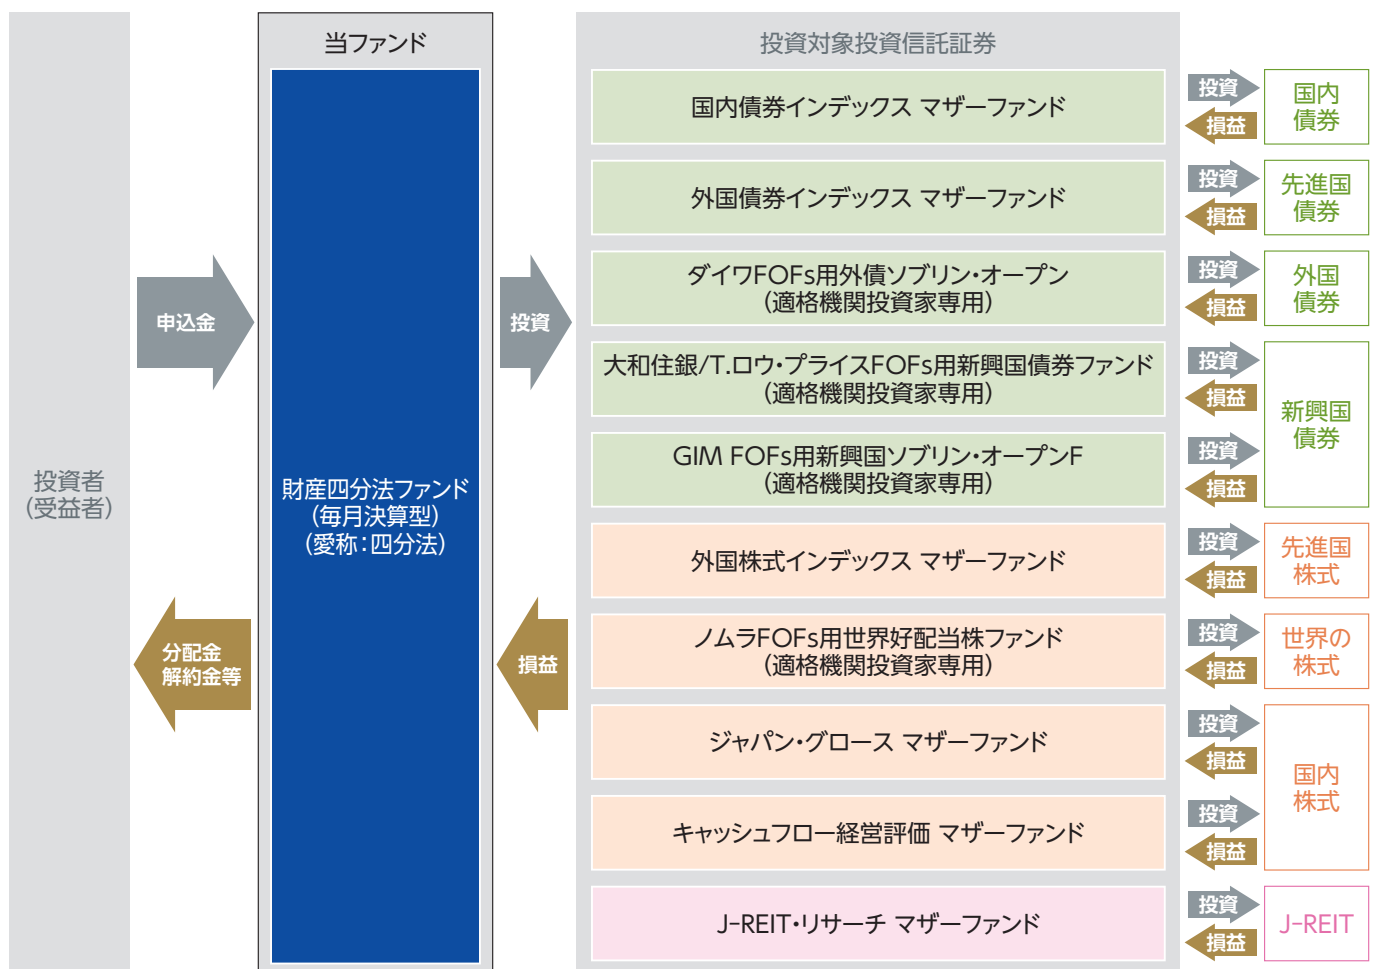 投資者
(受益者)
申込金
分配金
解約金等
当ファンド
財産四分法ファンド
(毎月決算型)
(愛称：四分法)
投資
損益
投資対象投資信託証券
国内債券インデックス マザーファンド
投資
損益
国内
債券
外国債券インデックス マザーファンド
投資
損益
先進国
債券
ダイワFOFs用外債ソブリン・オープン
(適格機関投資家専用)
投資
損益
外国
債券
大和住銀/T.ロウ・プライスFOFs用新興国債券ファンド
(適格機関投資家専用)
投資
損益
新興国
債券
GIM FOFs用新興国ソブリン・オープンF
(適格機関投資家専用)
投資
損益
外国株式インデックス マザーファンド
投資
損益
先進国
株式
ノムラFOFs用世界好配当株ファンド
(適格機関投資家専用)
投資
損益
世界の
株式
ジャパン・グロース マザーファンド
投資
損益
国内
株式
キャッシュフロー経営評価 マザーファンド
投資
損益
J-REIT・リサーチ マザーファンド
投資
損益
J-REIT